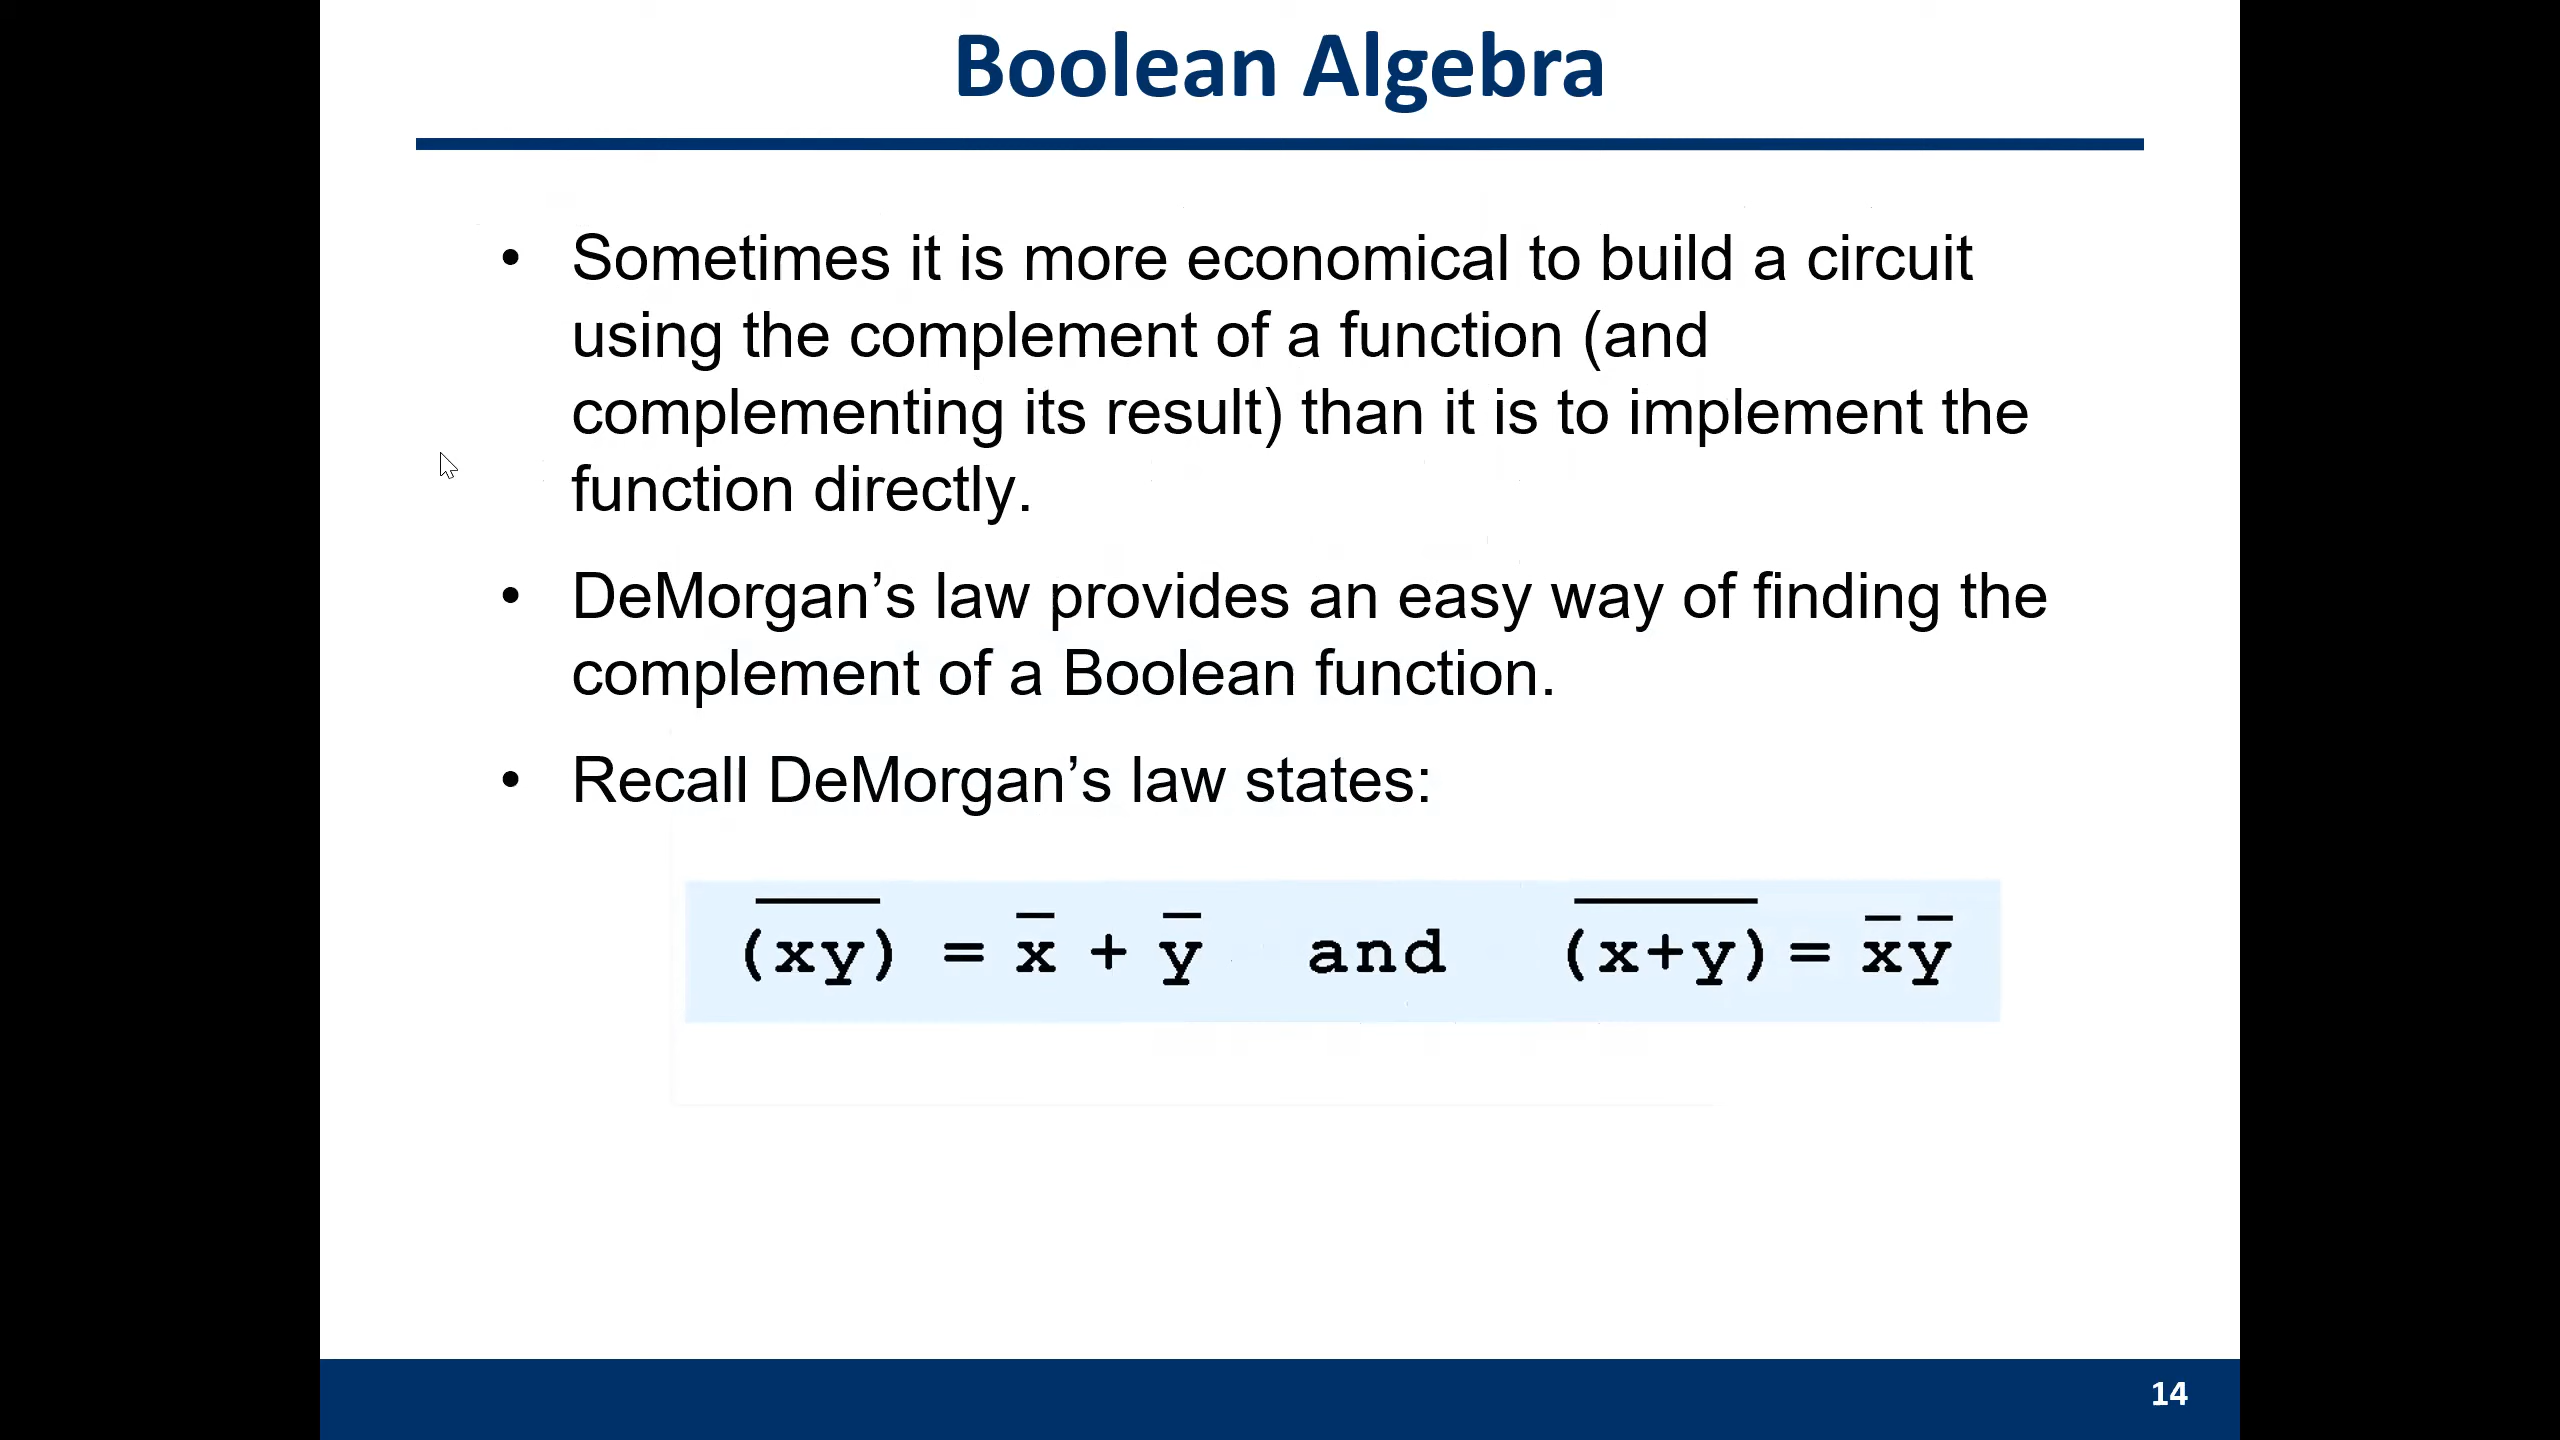 Boolean Algebra
• Sometimes it is more economical to build a circuit
using the complement of a function (and
complementing its result) than it is to implement the
function directly.
• DeMorgan’s law provides an easy way of finding the
complement of a Boolean function.
• Recall DeMorgan’s law states:
(x̅y̅) = x̅ + y̅ and (x̅+̅y̅)= x̅y̅
14